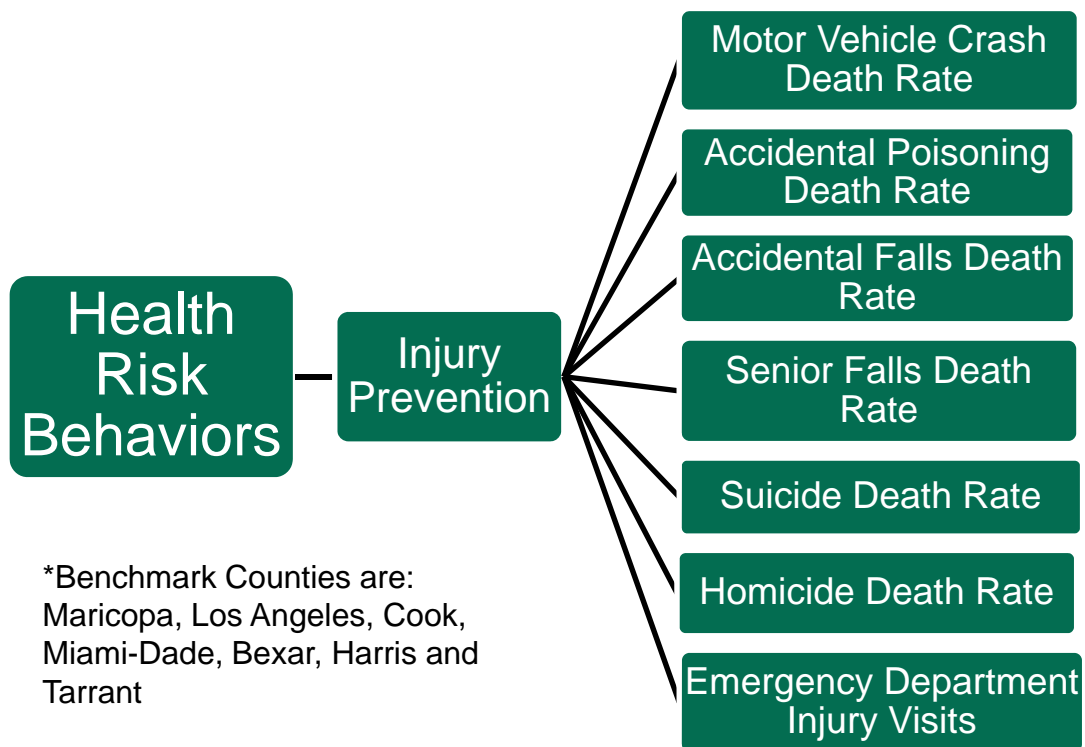 Health
Risk
Behaviors
Injury
Prevention
Motor Vehicle Crash
Death Rate
Accidental Poisoning
Death Rate
Accidental Falls Death
Rate
Senior Falls Death
Rate
Suicide Death Rate
Homicide Death Rate
Emergency Department
Injury Visits
*Benchmark Counties are:
Maricopa, Los Angeles, Cook,
Miami-Dade, Bexar, Harris and
Tarrant